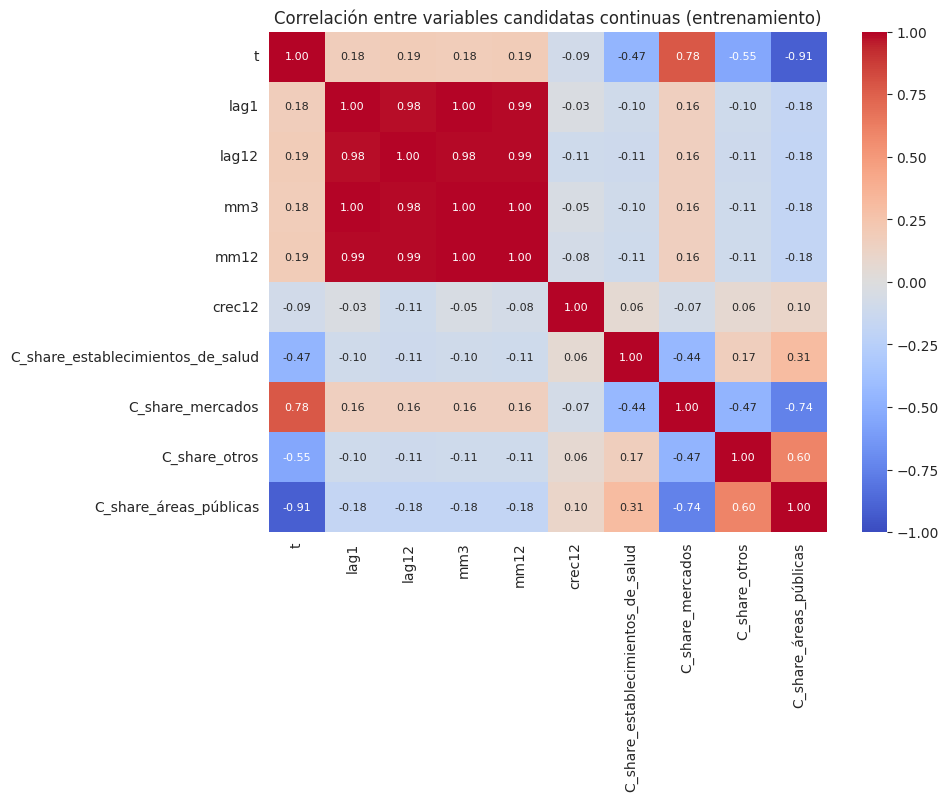 Correlación entre variables candidatas continuas (entrenamiento)
t 1.00 0.18 0.19 0.18 0.19 -0.09 -0.47 0.78 -0.55 -0.91
lag1 0.18 1.00 0.98 1.00 0.99 -0.03 -0.10 0.16 -0.10 -0.18
lag12 0.19 0.98 1.00 0.98 0.99 -0.11 -0.11 0.16 -0.11 -0.18
mm3 0.18 1.00 0.98 1.00 1.00 -0.05 -0.10 0.16 -0.11 -0.18
mm12 0.19 0.99 0.99 1.00 1.00 -0.08 -0.11 0.16 -0.11 -0.18
crec12 -0.09 -0.03 -0.11 -0.05 -0.08 1.00 0.06 -0.07 0.06 0.10
C_share_establecimientos_de_salud -0.47 -0.10 -0.11 -0.10 -0.11 0.06 1.00 -0.44 0.17 0.31
C_share_mercados 0.78 0.16 0.16 0.16 0.16 -0.07 -0.44 1.00 -0.47 -0.74
C_share_otros -0.55 -0.10 -0.11 -0.11 -0.11 0.06 0.17 -0.47 1.00 0.60
C_share_áreas_públicas -0.91 -0.18 -0.18 -0.18 -0.18 0.10 0.31 -0.74 0.60 1.00
t
lag1
lag12
mm3
mm12
crec12
C_share_establecimientos_de_salud
C_share_mercados
C_share_otros
C_share_áreas_públicas
1.00
0.75
0.50
0.25
0.00
−0.25
−0.50
−0.75
−1.00